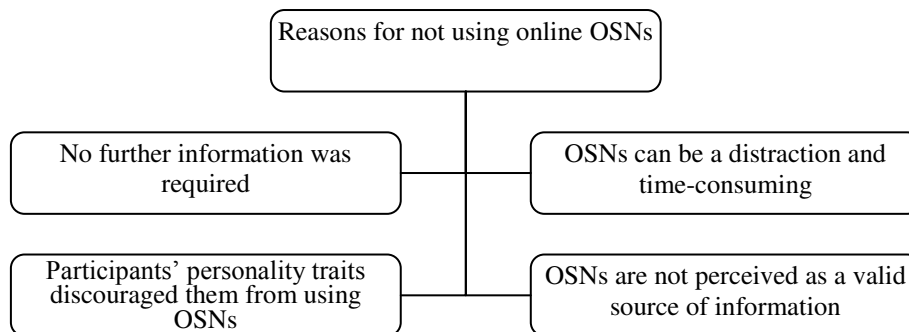 Reasons for not using online OSNs
No further information was
required
OSNs can be a distraction and
time-consuming
Participants’ personality traits
discouraged them from using
OSNs
OSNs are not perceived as a valid
source of information